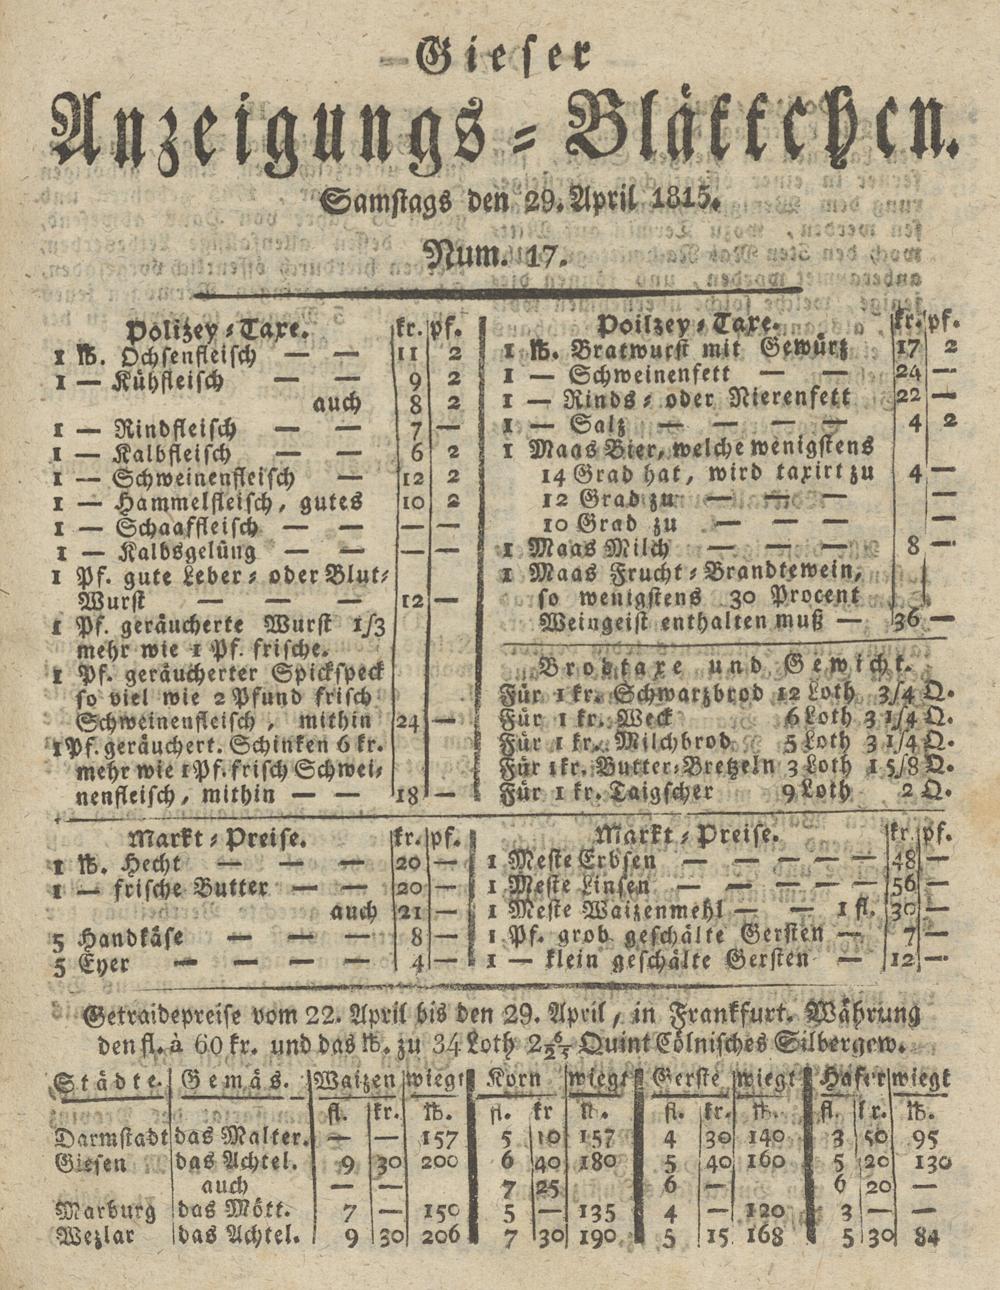 Gieser
Anzeigungs-Blättchen.
Samstags den 29. April 1815.
Num. 17.
Polizey-Taxe. kr. pf.
1 ℔. Ochsenfleisch — — 11 2
1 — Kühfleisch — — 9 2
auch 8 2
1 — Rindfleisch — — 7 —
1 — Kalbfleisch — — 6 2
1 — Schweinenfleisch — 12 2
1 — Hammelfleisch, gutes 10 2
1 — Schaaffleisch — — — —
1 — Kalbsgelüng — — — —
1 Pf. gute Leber- oder Blut-
Wurst — — — 12 —
1 Pf. geräucherte Wurst 1/3
mehr wie 1 Pf. frische.
1 Pf. geräucherter Spickspeck
so viel wie 2 Pfund frisch
Schweinenfleisch, mithin 24 —
1 Pf. geräuchert. Schinken 6 kr.
mehr wie 1 Pf. frisch Schwei-
nenfleisch, mithin — — 18 —
Poilzey-Taxe. kr. pf.
1 ℔. Bratwurst mit Gewürz 17 2
1 — Schweinenfett — — 24 —
1 — Rinds- oder Nierenfett 22 —
1 — Salz — — — — 4 2
1 Maas Bier, welche wenigstens
14 Grad hat, wird taxirt zu 4 —
12 Grad zu — — — —
10 Grad zu — — — —
1 Maas Milch — — — 8 —
1 Maas Frucht-Brandtewein,
so wenigstens 30 Procent
Weingeist enthalten muß — 36 —
Brodtaxe und Gewicht.
Für 1 kr. Schwarzbrod 12 Loth 3/4 Q.
Für 1 kr. Weck 6 Loth 3 1/4 Q.
Für 1 kr. Milchbrod 5 Loth 3 1/4 Q.
Für 1 kr. Butter-Bretzeln 3 Loth 1 5/8 Q.
Für 1 kr. Taigscher 9 Loth 2 Q.
Markt-Preise. kr. pf.
1 ℔. Hecht — — — 20 —
1 — frische Butter — — 20 —
auch 21 —
5 Handkäse — — — 8 —
5 Eyer — — — — 4 —
Markt-Preise. kr. pf.
1 Meste Erbsen — — — — — 48 —
1 Meste Linsen — — — — — 56 —
1 Meste Waizenmehl — — 1 fl. 30 —
1 Pf. grob geschälte Gersten — 7 —
1 — klein geschälte Gersten — 12 —
Getraidepreise vom 22. April bis den 29. April, in Frankfurt. Währung
den fl. à 60 kr. und das ℔. zu 34 Loth Quint Cölnisches Silbergew.
Städte. Gemäs. Waizen wiegt Korn wiegt Gerste wiegt Hafer wiegt
fl. kr. ℔. fl. kr ℔. fl. kr. ℔. fl. kr. ℔.
Darmstadt das Malter. — — 157 5 10 157 4 30 140 3 50 95
Giesen das Achtel. 9 30 200 6 40 180 5 40 160 5 20 130
auch — — 7 25 6 — 6 20 —
Marburg das Mött. 7 — 150 5 — 135 4 — 120 3 — —
Wezlar das Achtel. 9 30 206 7 30 190 5 15 168 5 30 84